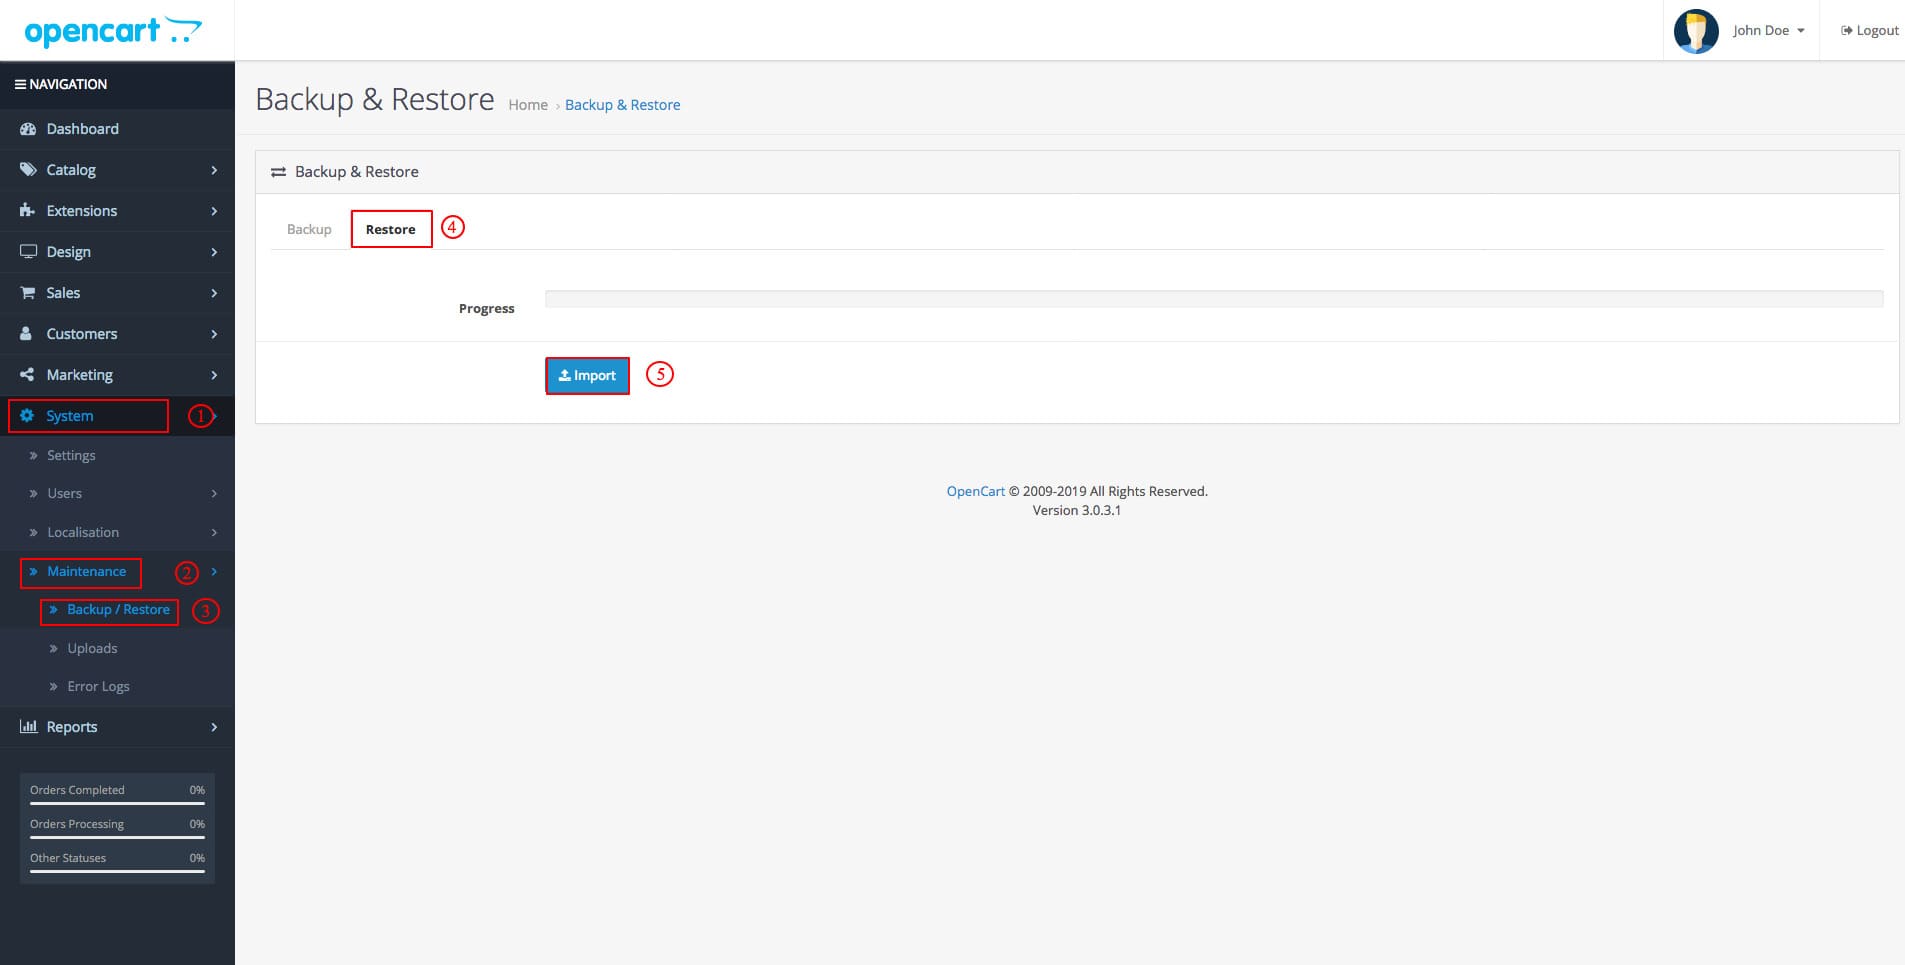 opencart
John Doe
Logout
NAVIGATION
Dashboard
Catalog
Extensions
Design
Sales
Customers
Marketing
System 1
Settings
Users
Localisation
Maintenance 2
Backup / Restore 3
Uploads
Error Logs
Reports
Orders Completed 0%
Orders Processing 0%
Other Statuses 0%
Backup & Restore Home › Backup & Restore
Backup & Restore
Backup Restore 4
Progress
Import 5
OpenCart © 2009-2019 All Rights Reserved.
Version 3.0.3.1